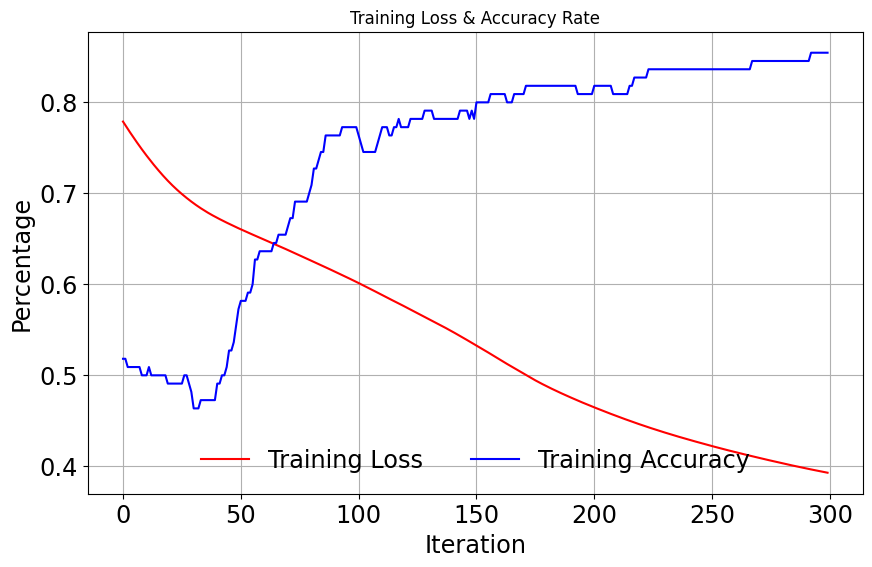 Training Loss & Accuracy Rate
Percentage
0.8
0.7
0.6
0.5
0.4
Training Loss
Training Accuracy
0 50 100 150 200 250 300
Iteration